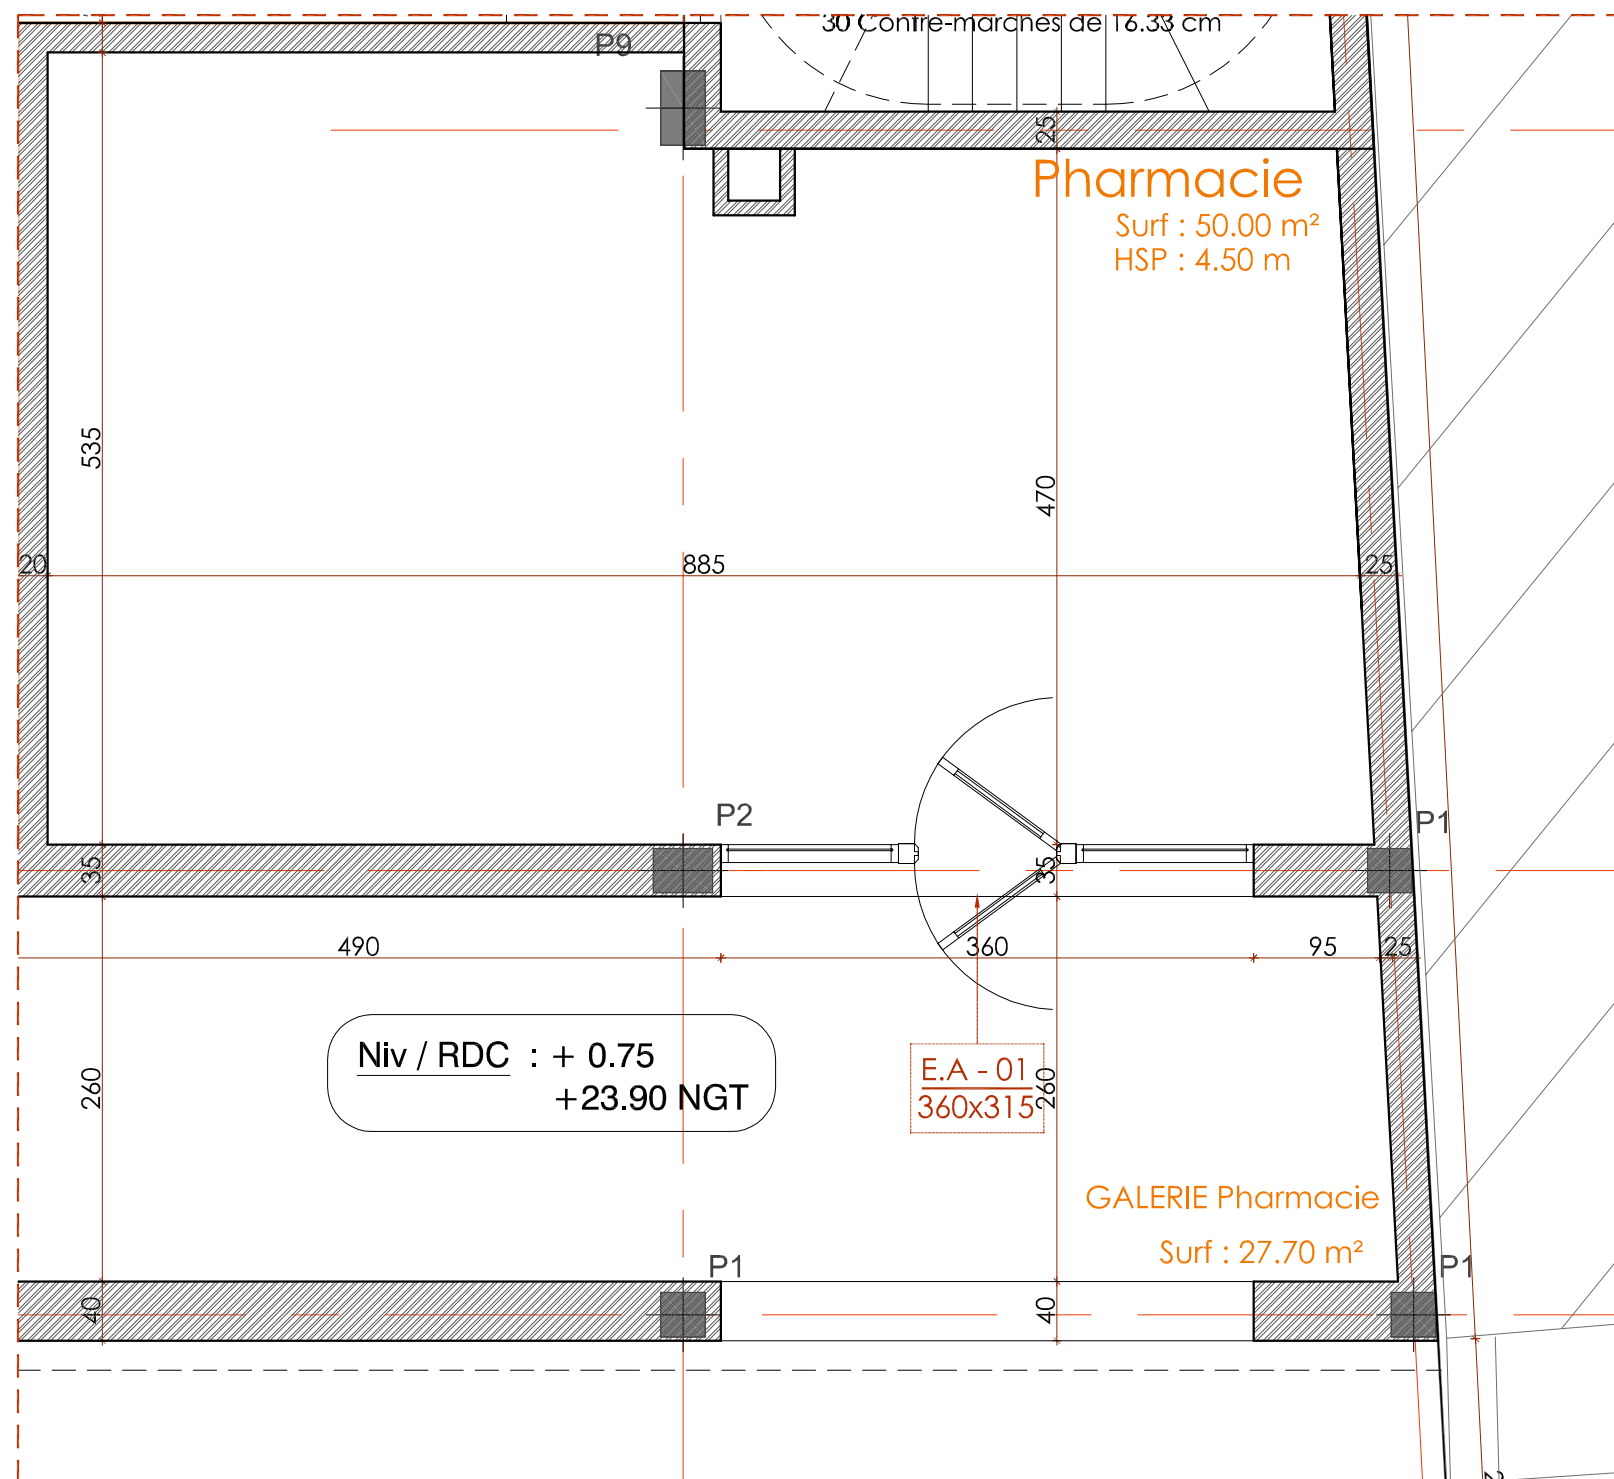 30 Contre-marches de 16.33 cm
P9
25
Pharmacie
Surf : 50.00 m²
HSP : 4.50 m
535
470
20
885
25
P2
P1
35
35
490
360
95
25
Niv / RDC : + 0.75
+23.90 NGT
E.A - 01
360x315
260
260
GALERIE Pharmacie
Surf : 27.70 m²
P1
P1
40
40